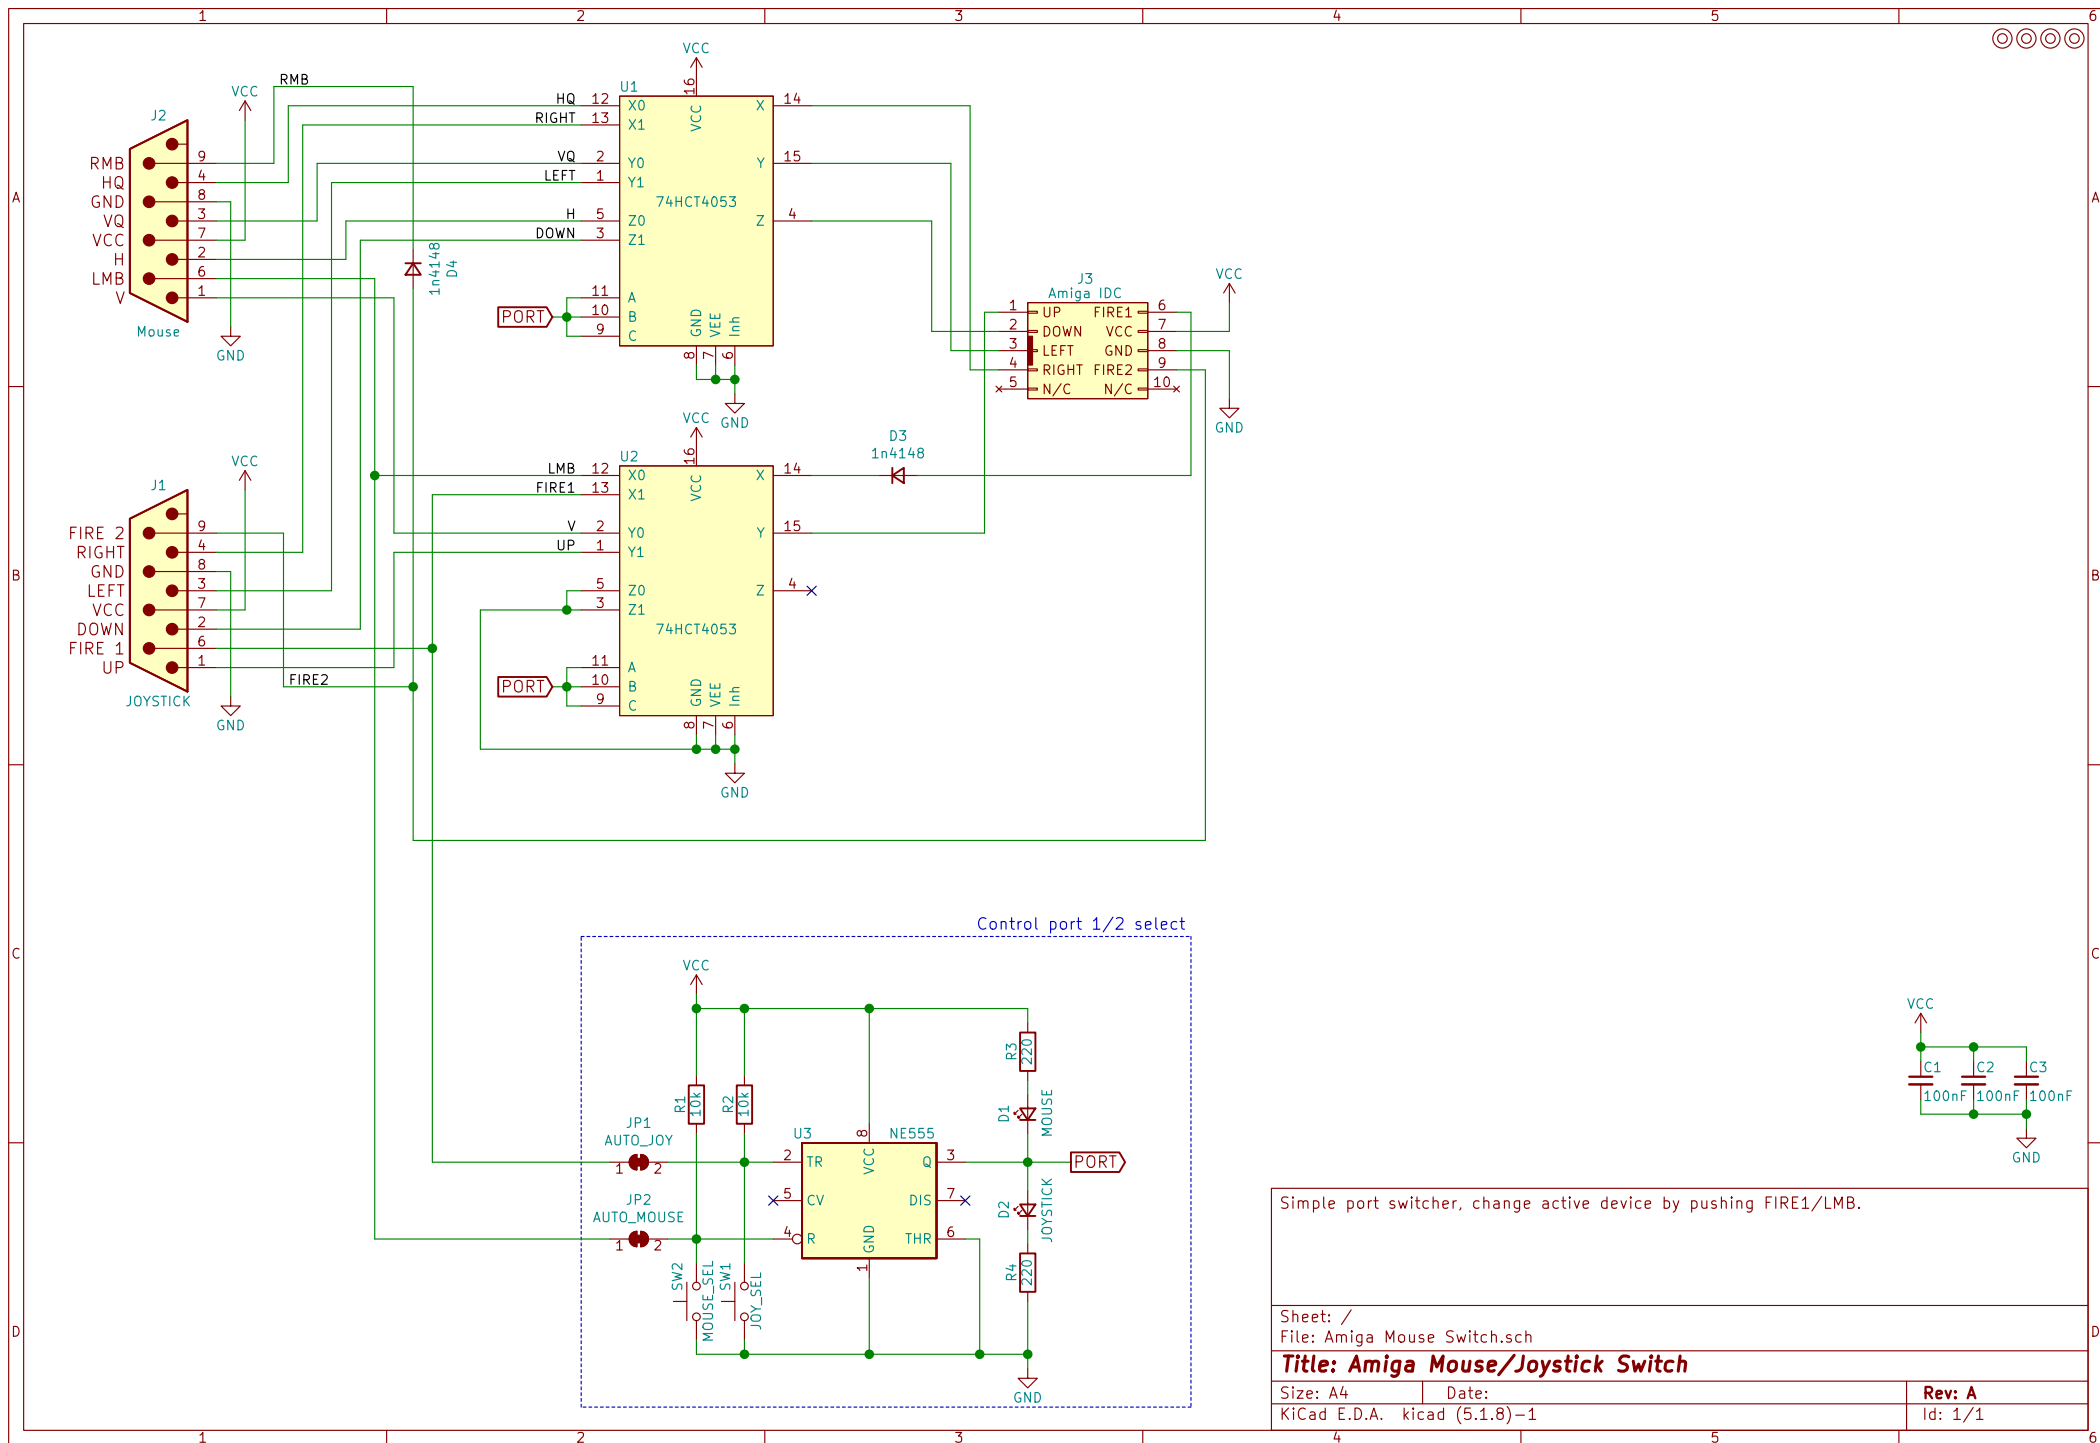 1 2 3 4 5 6
A
B
C
D
A
B
C
D
1 2 3 4 5 6
J2
RMB 9
HQ 4
GND 8
VQ 3
VCC 7
H 2
LMB 6
V 1
Mouse
VCC
GND
RMB
1n4148
D4
J1
FIRE 2 9
RIGHT 4
GND 8
LEFT 3
VCC 7
DOWN 2
FIRE 1 6
UP 1
JOYSTICK
VCC
GND
FIRE2
VCC
U1
16
VCC
HQ 12 X0
RIGHT 13 X1
VQ 2 Y0
LEFT 1 Y1
H 5 Z0
DOWN 3 Z1
X 14
Y 15
Z 4
74HCT4053
PORT
11 A
10 B
9 C
GND VEE Inh
8 7 6
GND
VCC
U2
16
VCC
LMB 12 X0
FIRE1 13 X1
V 2 Y0
UP 1 Y1
5 Z0
3 Z1
X 14
Y 15
Z 4
74HCT4053
PORT
11 A
10 B
9 C
GND VEE Inh
8 7 6
GND
D3
1n4148
J3
Amiga IDC
1 UP FIRE1 6
2 DOWN VCC 7
3 LEFT GND 8
4 RIGHT FIRE2 9
5 N/C N/C 10
VCC
GND
Control port 1/2 select
VCC
R1 10k
R2 10k
R3 220
D1 MOUSE
JP1
AUTO_JOY
1 2
JP2
AUTO_MOUSE
1 2
U3 NE555
8 VCC
2 TR Q 3
5 CV DIS 7
4 R THR 6
GND
1
PORT
D2 JOYSTICK
R4 220
SW2 MOUSE_SEL
SW1 JOY_SEL
GND
VCC
C1 C2 C3
100nF 100nF 100nF
GND
Simple port switcher, change active device by pushing FIRE1/LMB.
Sheet: /
File: Amiga Mouse Switch.sch
Title: Amiga Mouse/Joystick Switch
Size: A4 Date: Rev: A
KiCad E.D.A. kicad (5.1.8)-1 Id: 1/1